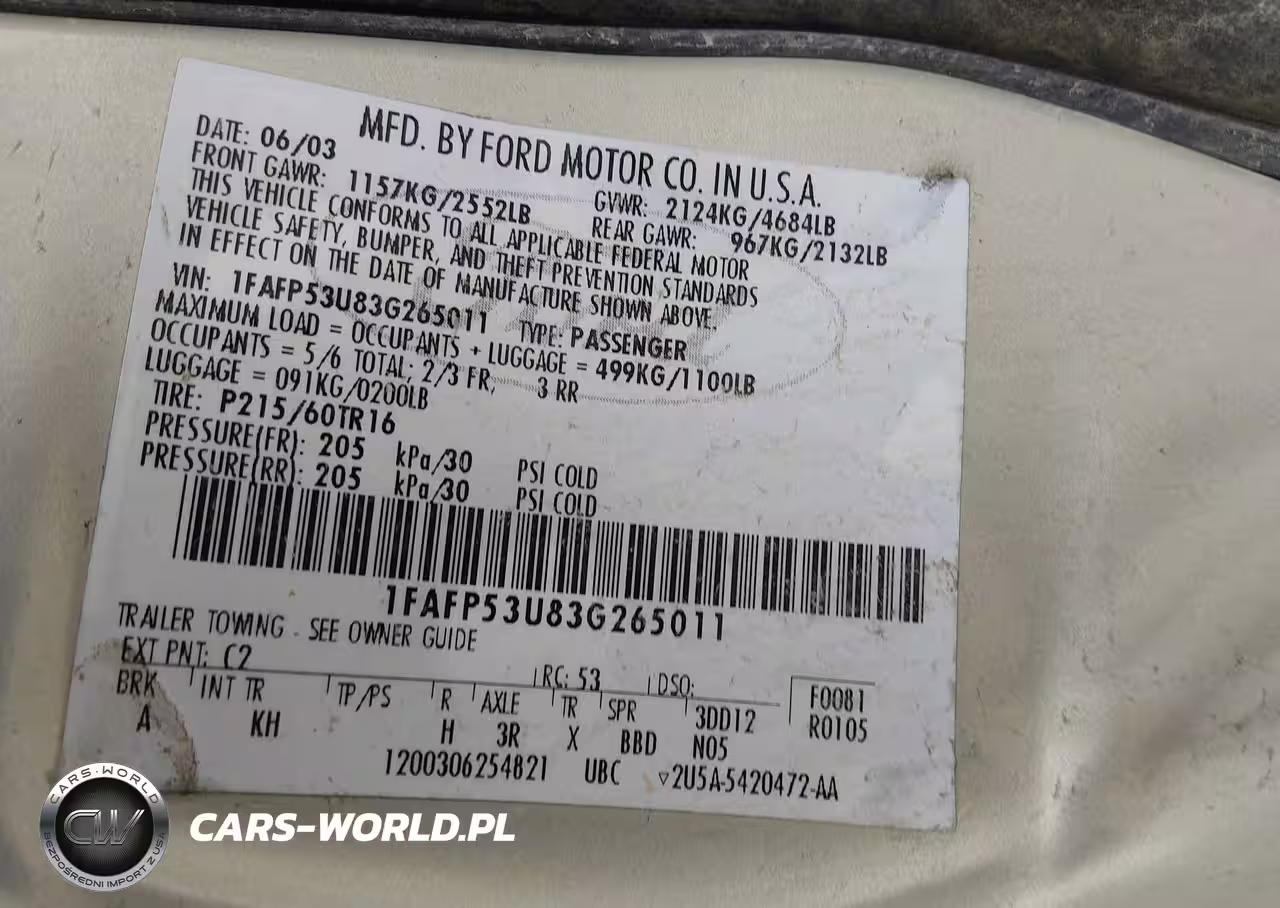 MFD. BY FORD MOTOR CO. IN U.S.A.
DATE: 06/03 GVWR: 2124KG/4684LB
FRONT GAWR: 1157KG/2552LB REAR GAWR: 967KG/2132LB
THIS VEHICLE CONFORMS TO ALL APPLICABLE FEDERAL MOTOR
VEHICLE SAFETY, BUMPER, AND THEFT PREVENTION STANDARDS
IN EFFECT ON THE DATE OF MANUFACTURE SHOWN ABOVE.
VIN: 1FAFP53U83G265011 TYPE: PASSENGER
MAXIMUM LOAD = OCCUPANTS + LUGGAGE = 499KG/1100LB
OCCUPANTS = 5/6 TOTAL: 2/3 FR, 3 RR
LUGGAGE = 091KG/0200LB
TIRE: P215/60TR16
PRESSURE(FR): 205 kPa/30 PSI COLD
PRESSURE(RR): 205 kPa/30 PSI COLD
1FAFP53U83G265011
TRAILER TOWING - SEE OWNER GUIDE
EXT PNT: C2 RC: 53 DSO: F0081
BRK INT TR TP/PS R AXLE TR SPR 3DD12 R0105
A KH H 3R X BBD N05
1200306254821 UBC ▽2U5A-5420472-AA
CARS-WORLD
CW
BEZPOŚREDNI IMPORT Z USA
CARS-WORLD.PL